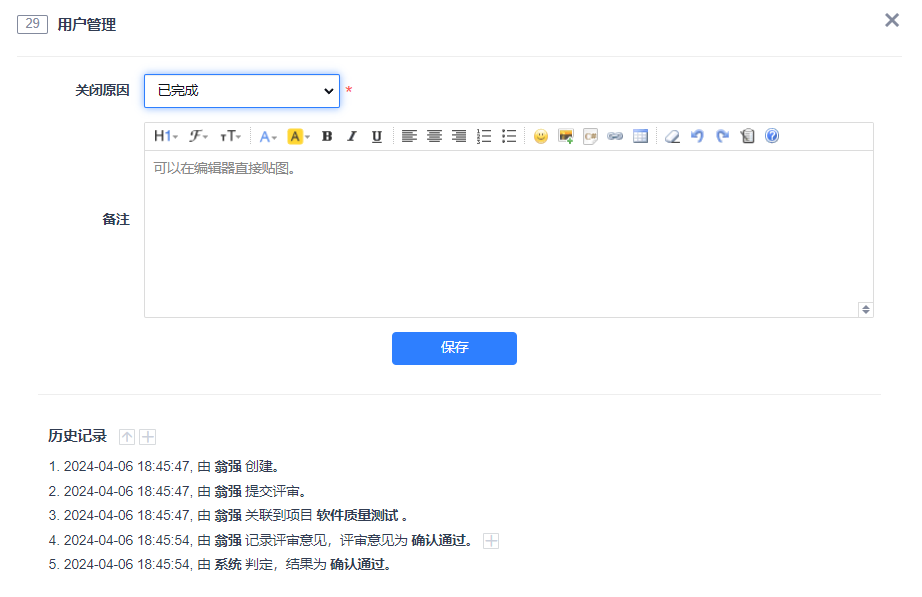 29 用户管理
关闭原因 已完成 *
H1 F TT A A B I U
可以在编辑器直接贴图。
备注
保存
历史记录
1. 2024-04-06 18:45:47, 由 翁强 创建。
2. 2024-04-06 18:45:47, 由 翁强 提交评审。
3. 2024-04-06 18:45:47, 由 翁强 关联到项目 软件质量测试 。
4. 2024-04-06 18:45:54, 由 翁强 记录评审意见，评审意见为 确认通过。
5. 2024-04-06 18:45:54, 由 系统 判定，结果为 确认通过。